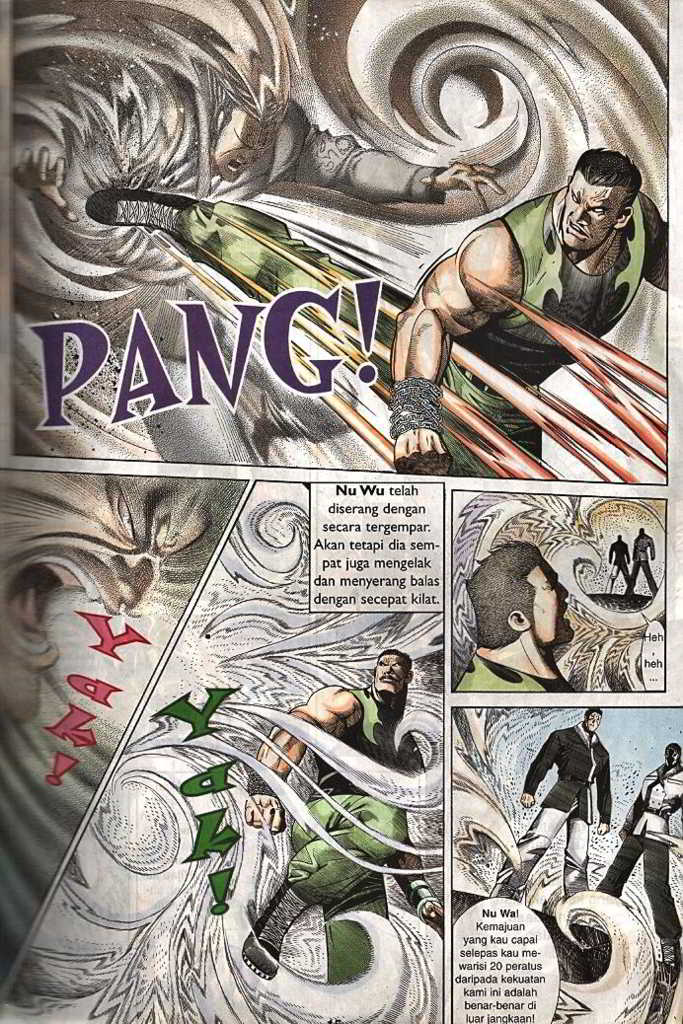 PANG!
YAZ!
Nu Wu telah
diserang dengan
secara tergempar.
Akan tetapi dia sem-
pat juga mengelak
dan menyerang balas
dengan secepat kilat.
Yak!
Heh
,
heh
...
Nu Wa!
Kemajuan
yang kau capai
selepas kau me-
warisi 20 peratus
daripada kekuatan
kami ini adalah
benar-benar di
luar jangkaan!